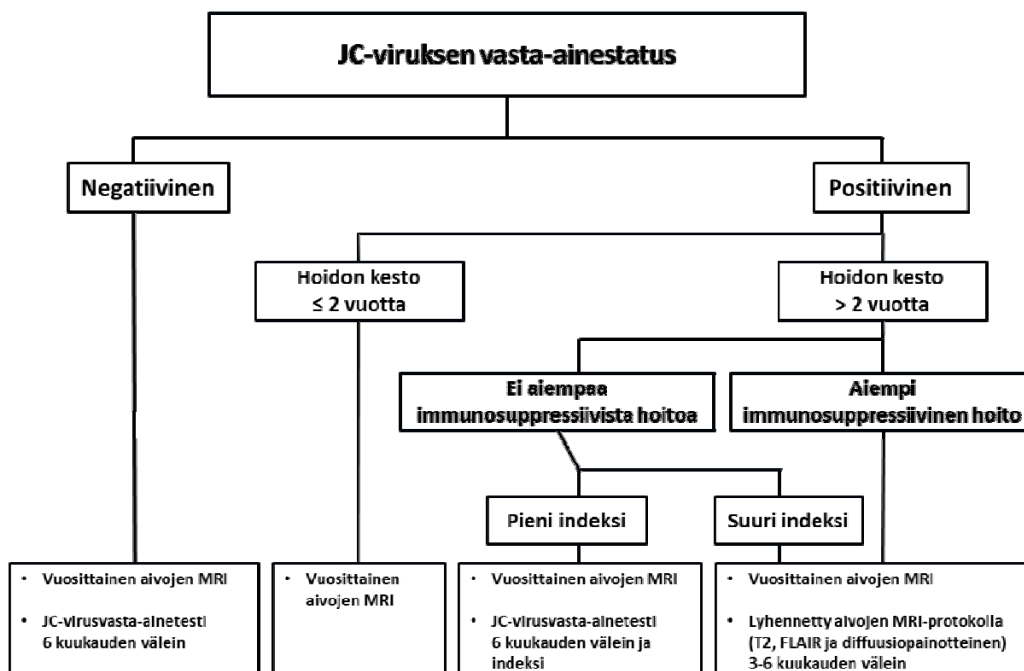 JC-viruksen vasta-ainestatus
Negatiivinen
Positiivinen
Hoidon kesto
≤ 2 vuotta
Hoidon kesto
> 2 vuotta
Ei aiempaa
immunosuppressiivista hoitoa
Aiempi
immunosuppressiivinen hoito
Pieni indeksi
Suuri indeksi
• Vuosittainen aivojen MRI
• JC-virusvasta-ainetesti
6 kuukauden välein
• Vuosittainen
aivojen MRI
• Vuosittainen aivojen MRI
• JC-virusvasta-ainetesti
6 kuukauden välein ja
indeksi
• Vuosittainen aivojen MRI
• Lyhennetty aivojen MRI-protokolla
(T2, FLAIR ja diffuusiopainotteinen)
3-6 kuukauden välein